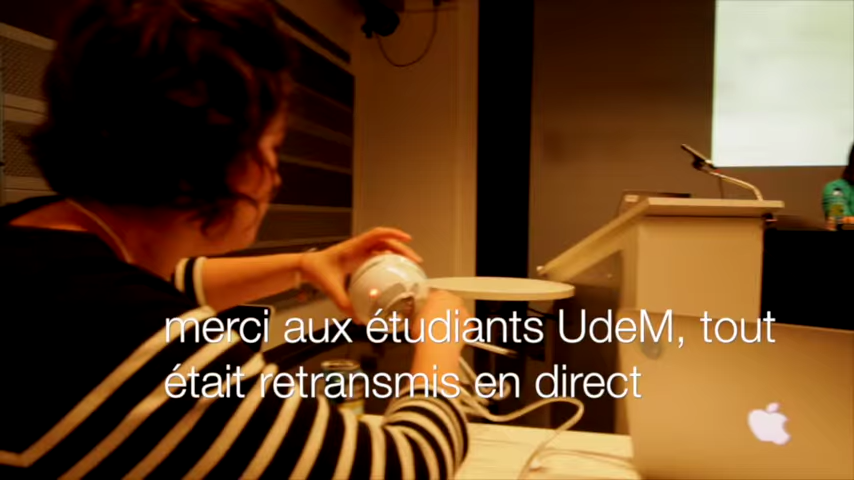 merci aux étudiants UdeM, tout
était retransmis en direct